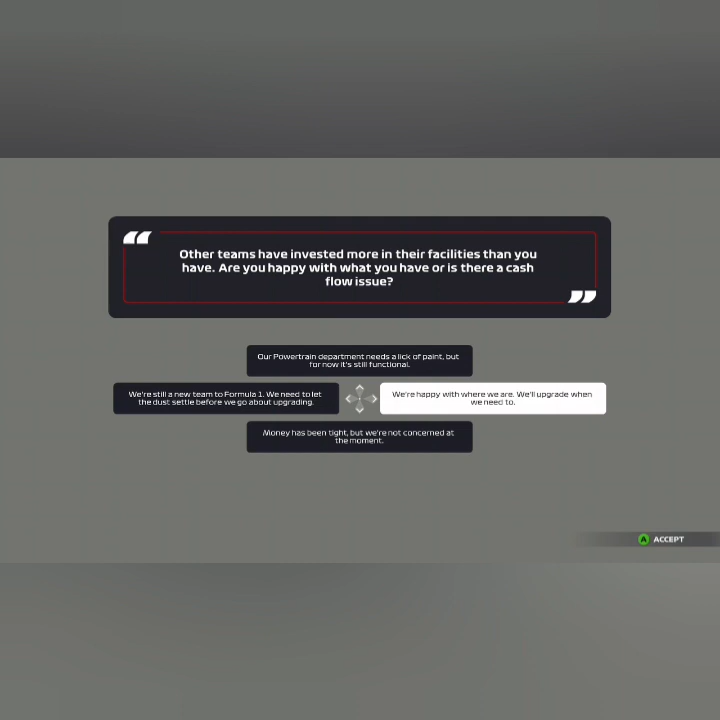 Other teams have invested more in their facilities than you
have. Are you happy with what you have or is there a cash
flow issue?
Our Powertrain department needs a lick of paint, but
for now it's still functional.
We're still a new team to Formula 1. We need to let
the dust settle before we go about upgrading.
We're happy with where we are. We'll upgrade when
we need to.
Money has been tight, but we're not concerned at
the moment.
A ACCEPT